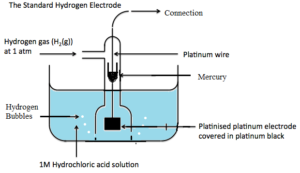 The Standard Hydrogen Electrode
Connection
Hydrogen gas (H₂(g))
at 1 atm
Platinum wire
Mercury
Hydrogen
Bubbles
Platinised platinum electrode
covered in platinum black
1M Hydrochloric acid solution